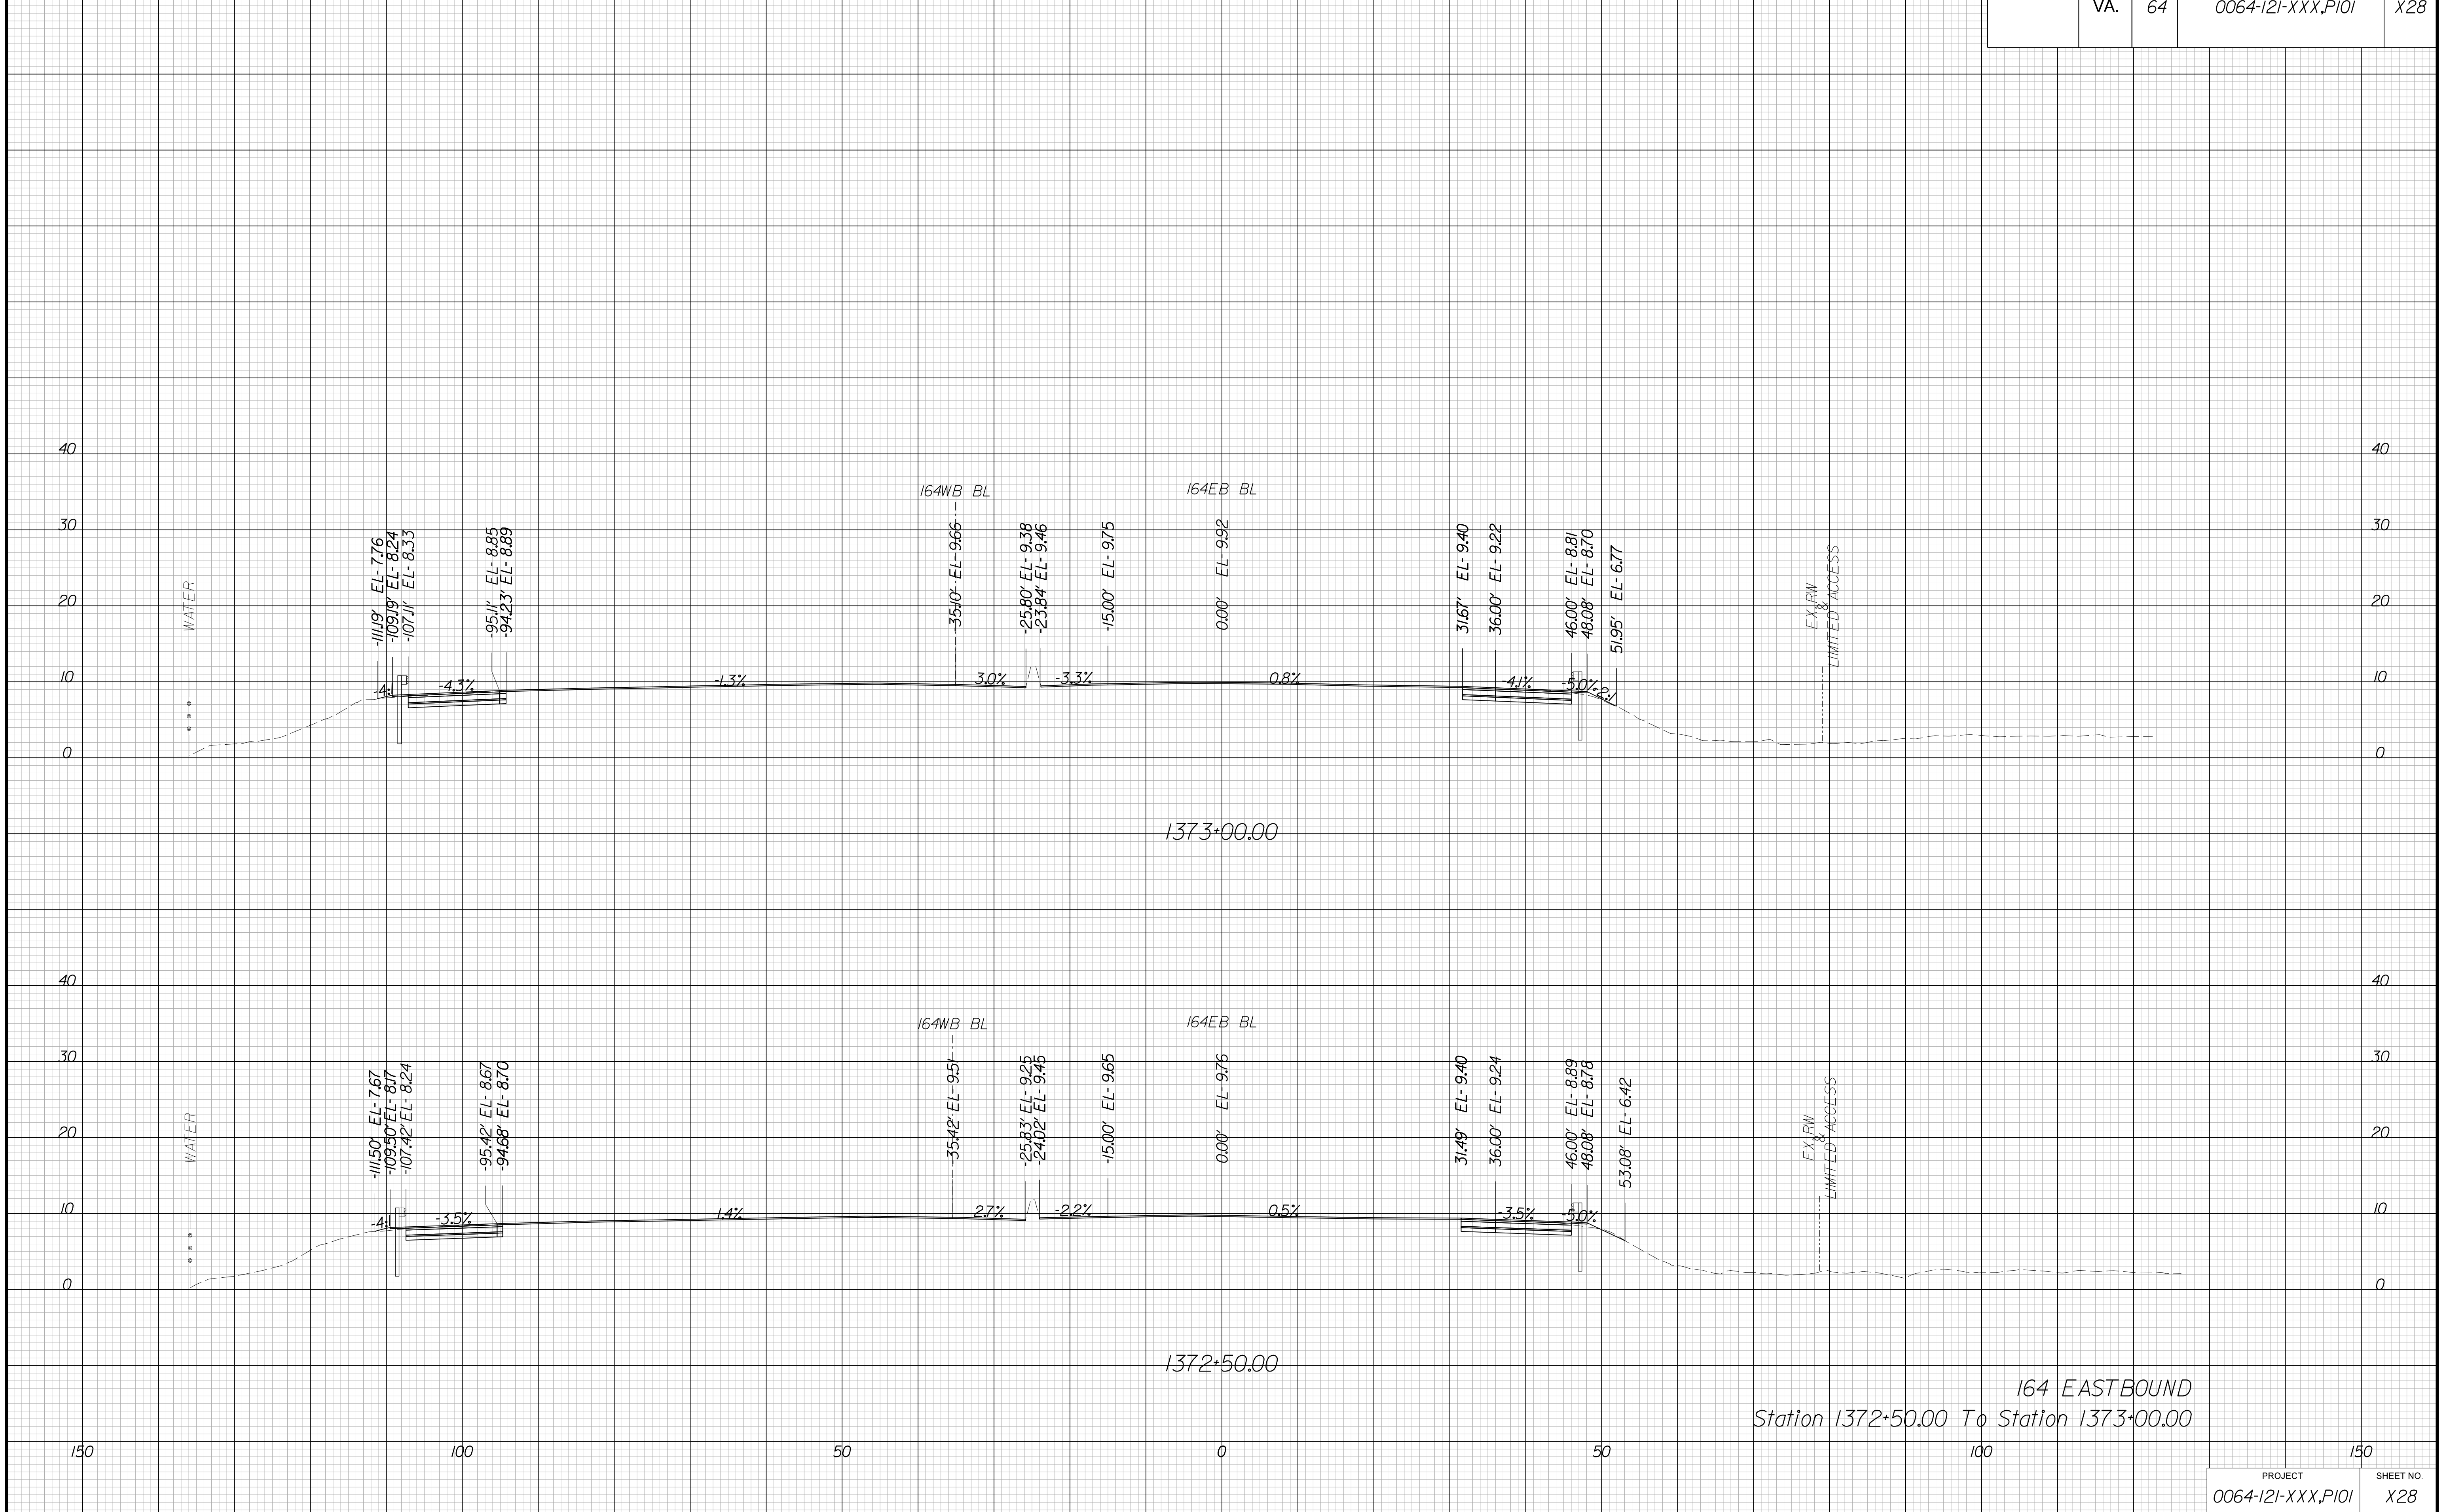 VA. 64 0064-121-XXX,P101 X28
40 40
164WB BL 164EB BL
30 30
-111.19' EL- 7.76
-109.19' EL- 8.24
-107.11' EL- 8.33
-95.11' EL- 8.85
-94.23' EL- 8.89
-35.10' EL- 9.66
-25.80' EL- 9.38
-23.84' EL- 9.46
-15.00' EL- 9.75
0.00' EL- 9.92
31.67' EL- 9.40
36.00' EL- 9.22
46.00' EL- 8.81
48.08' EL- 8.70
51.95' EL- 6.77
WATER
EX. RW
&
LIMITED ACCESS
20 20
10 10
-4:1 -4.3% -1.3% 3.0% -3.3% 0.8% -4.1% -5.0% -2:1
0 0
1373+00.00
40 40
164WB BL 164EB BL
30 30
-111.50' EL- 7.67
-109.50' EL- 8.17
-107.42' EL- 8.24
-95.42' EL- 8.67
-94.68' EL- 8.70
-35.42' EL- 9.51
-25.83' EL- 9.25
-24.02' EL- 9.45
-15.00' EL- 9.65
0.00' EL- 9.76
31.49' EL- 9.40
36.00' EL- 9.24
46.00' EL- 8.89
48.08' EL- 8.78
53.08' EL- 6.42
WATER
EX. RW
&
LIMITED ACCESS
20 20
10 10
-4:1 -3.5% 1.4% 2.7% -2.2% 0.5% -3.5% -5.0%
0 0
1372+50.00
164 EASTBOUND
Station 1372+50.00 To Station 1373+00.00
150 100 50 0 50 100 150
PROJECT SHEET NO.
0064-121-XXX,P101 X28